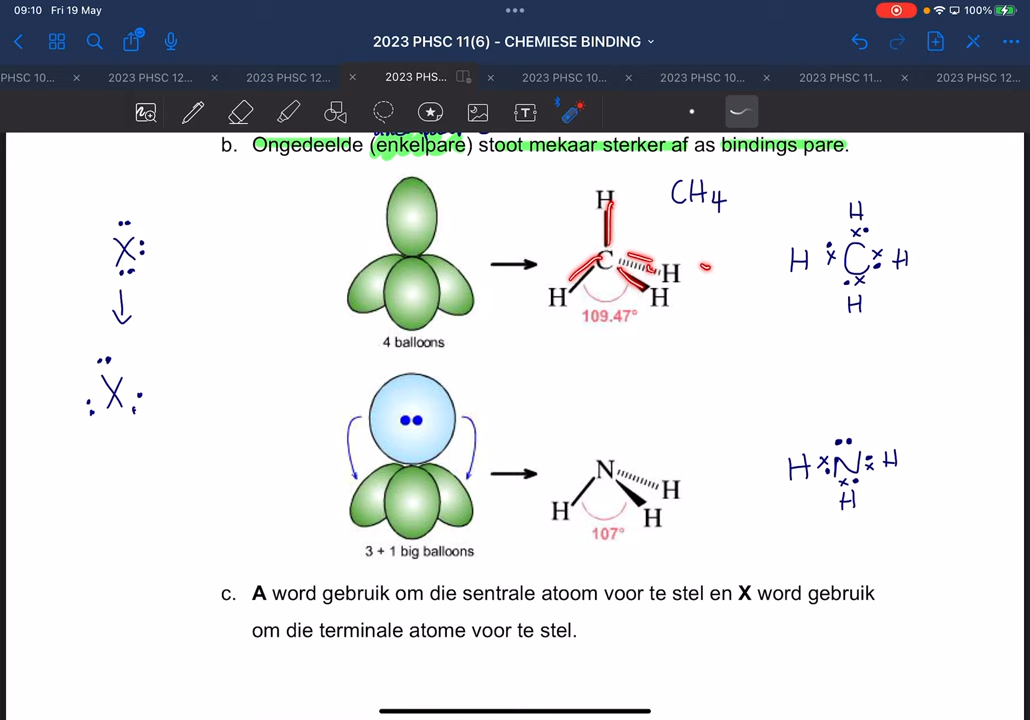 09:10 Fri 19 May
100%
2023 PHSC 11(6) - CHEMIESE BINDING
PHSC 10...
2023 PHSC 12...
2023 PHSC 12...
2023 PHS...
2023 PHSC 10...
2023 PHSC 10...
2023 PHSC 11...
2023 PHSC 12...
b. Ongedeelde (enkelpare) stoot mekaar sterker af as bindings pare.
CH4
H
C
H
H
H
109.47°
4 balloons
X
X
H
H C H
H
N
H
H
H
107°
3 + 1 big balloons
H N H
H
c. A word gebruik om die sentrale atoom voor te stel en X word gebruik
om die terminale atome voor te stel.